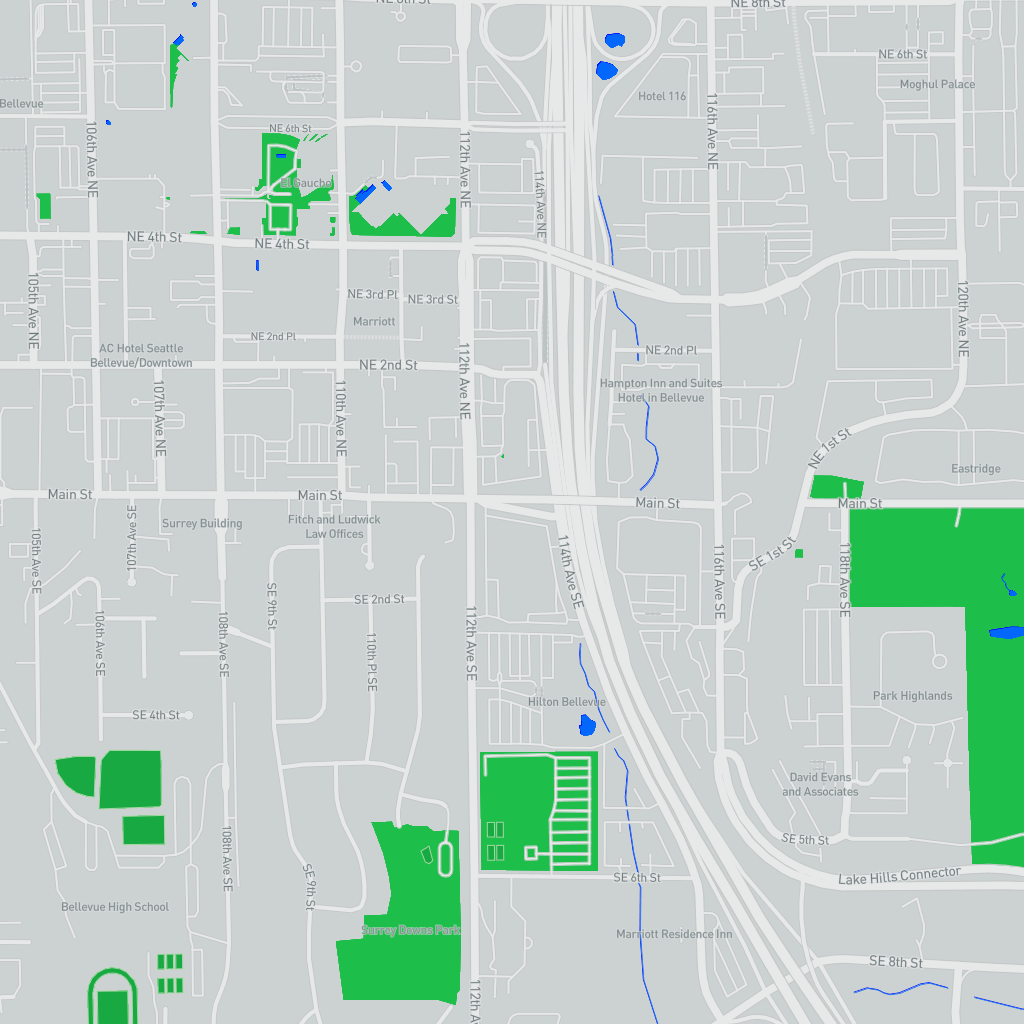 NE 8th St
NE 8th St
NE 6th St
Moghul Palace
Hotel 116
Bellevue
106th Ave NE
NE 6th St
112th Ave NE
116th Ave NE
El Gaucho
114th Ave NE
NE 4th St
NE 4th St
105th Ave NE
NE 3rd Pl
NE 3rd St
120th Ave NE
Marriott
NE 2nd Pl
AC Hotel Seattle
Bellevue/Downtown
NE 2nd St
112th Ave NE
NE 2nd Pl
107th Ave NE
110th Ave NE
Hampton Inn and Suites
Hotel in Bellevue
NE 1st St
Eastridge
Main St
Main St
Main St
Main St
105th Ave SE
107th Ave SE
Surrey Building
Fitch and Ludwick
Law Offices
114th Ave SE
116th Ave SE
SE 1st St
118th Ave SE
SE 9th St
SE 2nd St
106th Ave SE
108th Ave SE
110th Pl SE
112th Ave SE
Park Highlands
SE 4th St
Hilton Bellevue
David Evans
and Associates
108th Ave SE
SE 5th St
SE 9th St
SE 6th St
Lake Hills Connector
Bellevue High School
Surrey Downs Park
Marriott Residence Inn
SE 8th St
112th A